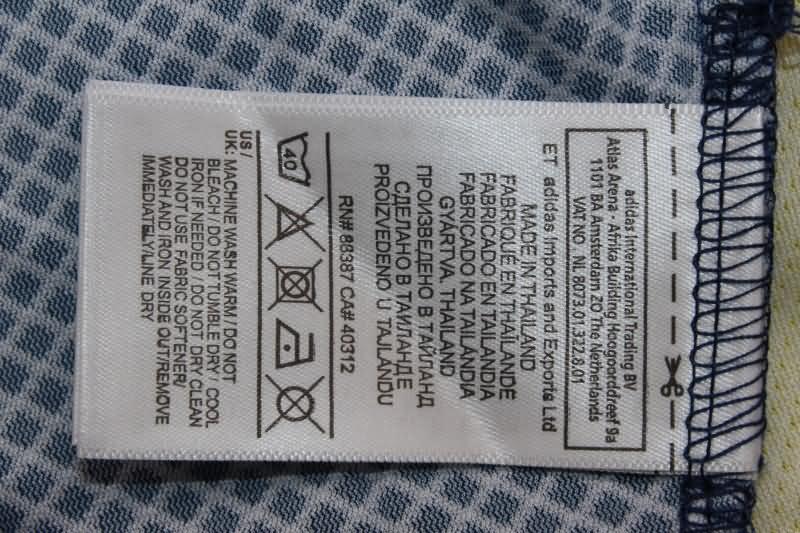 adidas International Trading BV
Atlas Arena - Afrika Building Hoogoorddreef 9a
1101 BA Amsterdam ZO The Netherlands
VAT NO NL 8073.01.322.B.01
ET adidas Imports and Exports Ltd
MADE IN THAILAND
FABRIQUÉ EN THAÏLANDE
FABRICADO EN TAILANDIA
FABRICADO NA TAILÂNDIA
GYÁRTVA. THAILAND
ПРОИЗВЕДЕНО В ТАЙЛАНД
СДЕЛАНО В ТАИЛАНДЕ
PROIZVEDENO U TAJLANDU
RN# 88387 CA# 40312
40
US /
UK: MACHINE WASH WARM / DO NOT
BLEACH / DO NOT TUMBLE DRY / COOL
IRON IF NEEDED / DO NOT DRY CLEAN
DO NOT USE FABRIC SOFTENER/
WASH AND IRON INSIDE OUT/REMOVE
IMMEDIATELY/LINE DRY